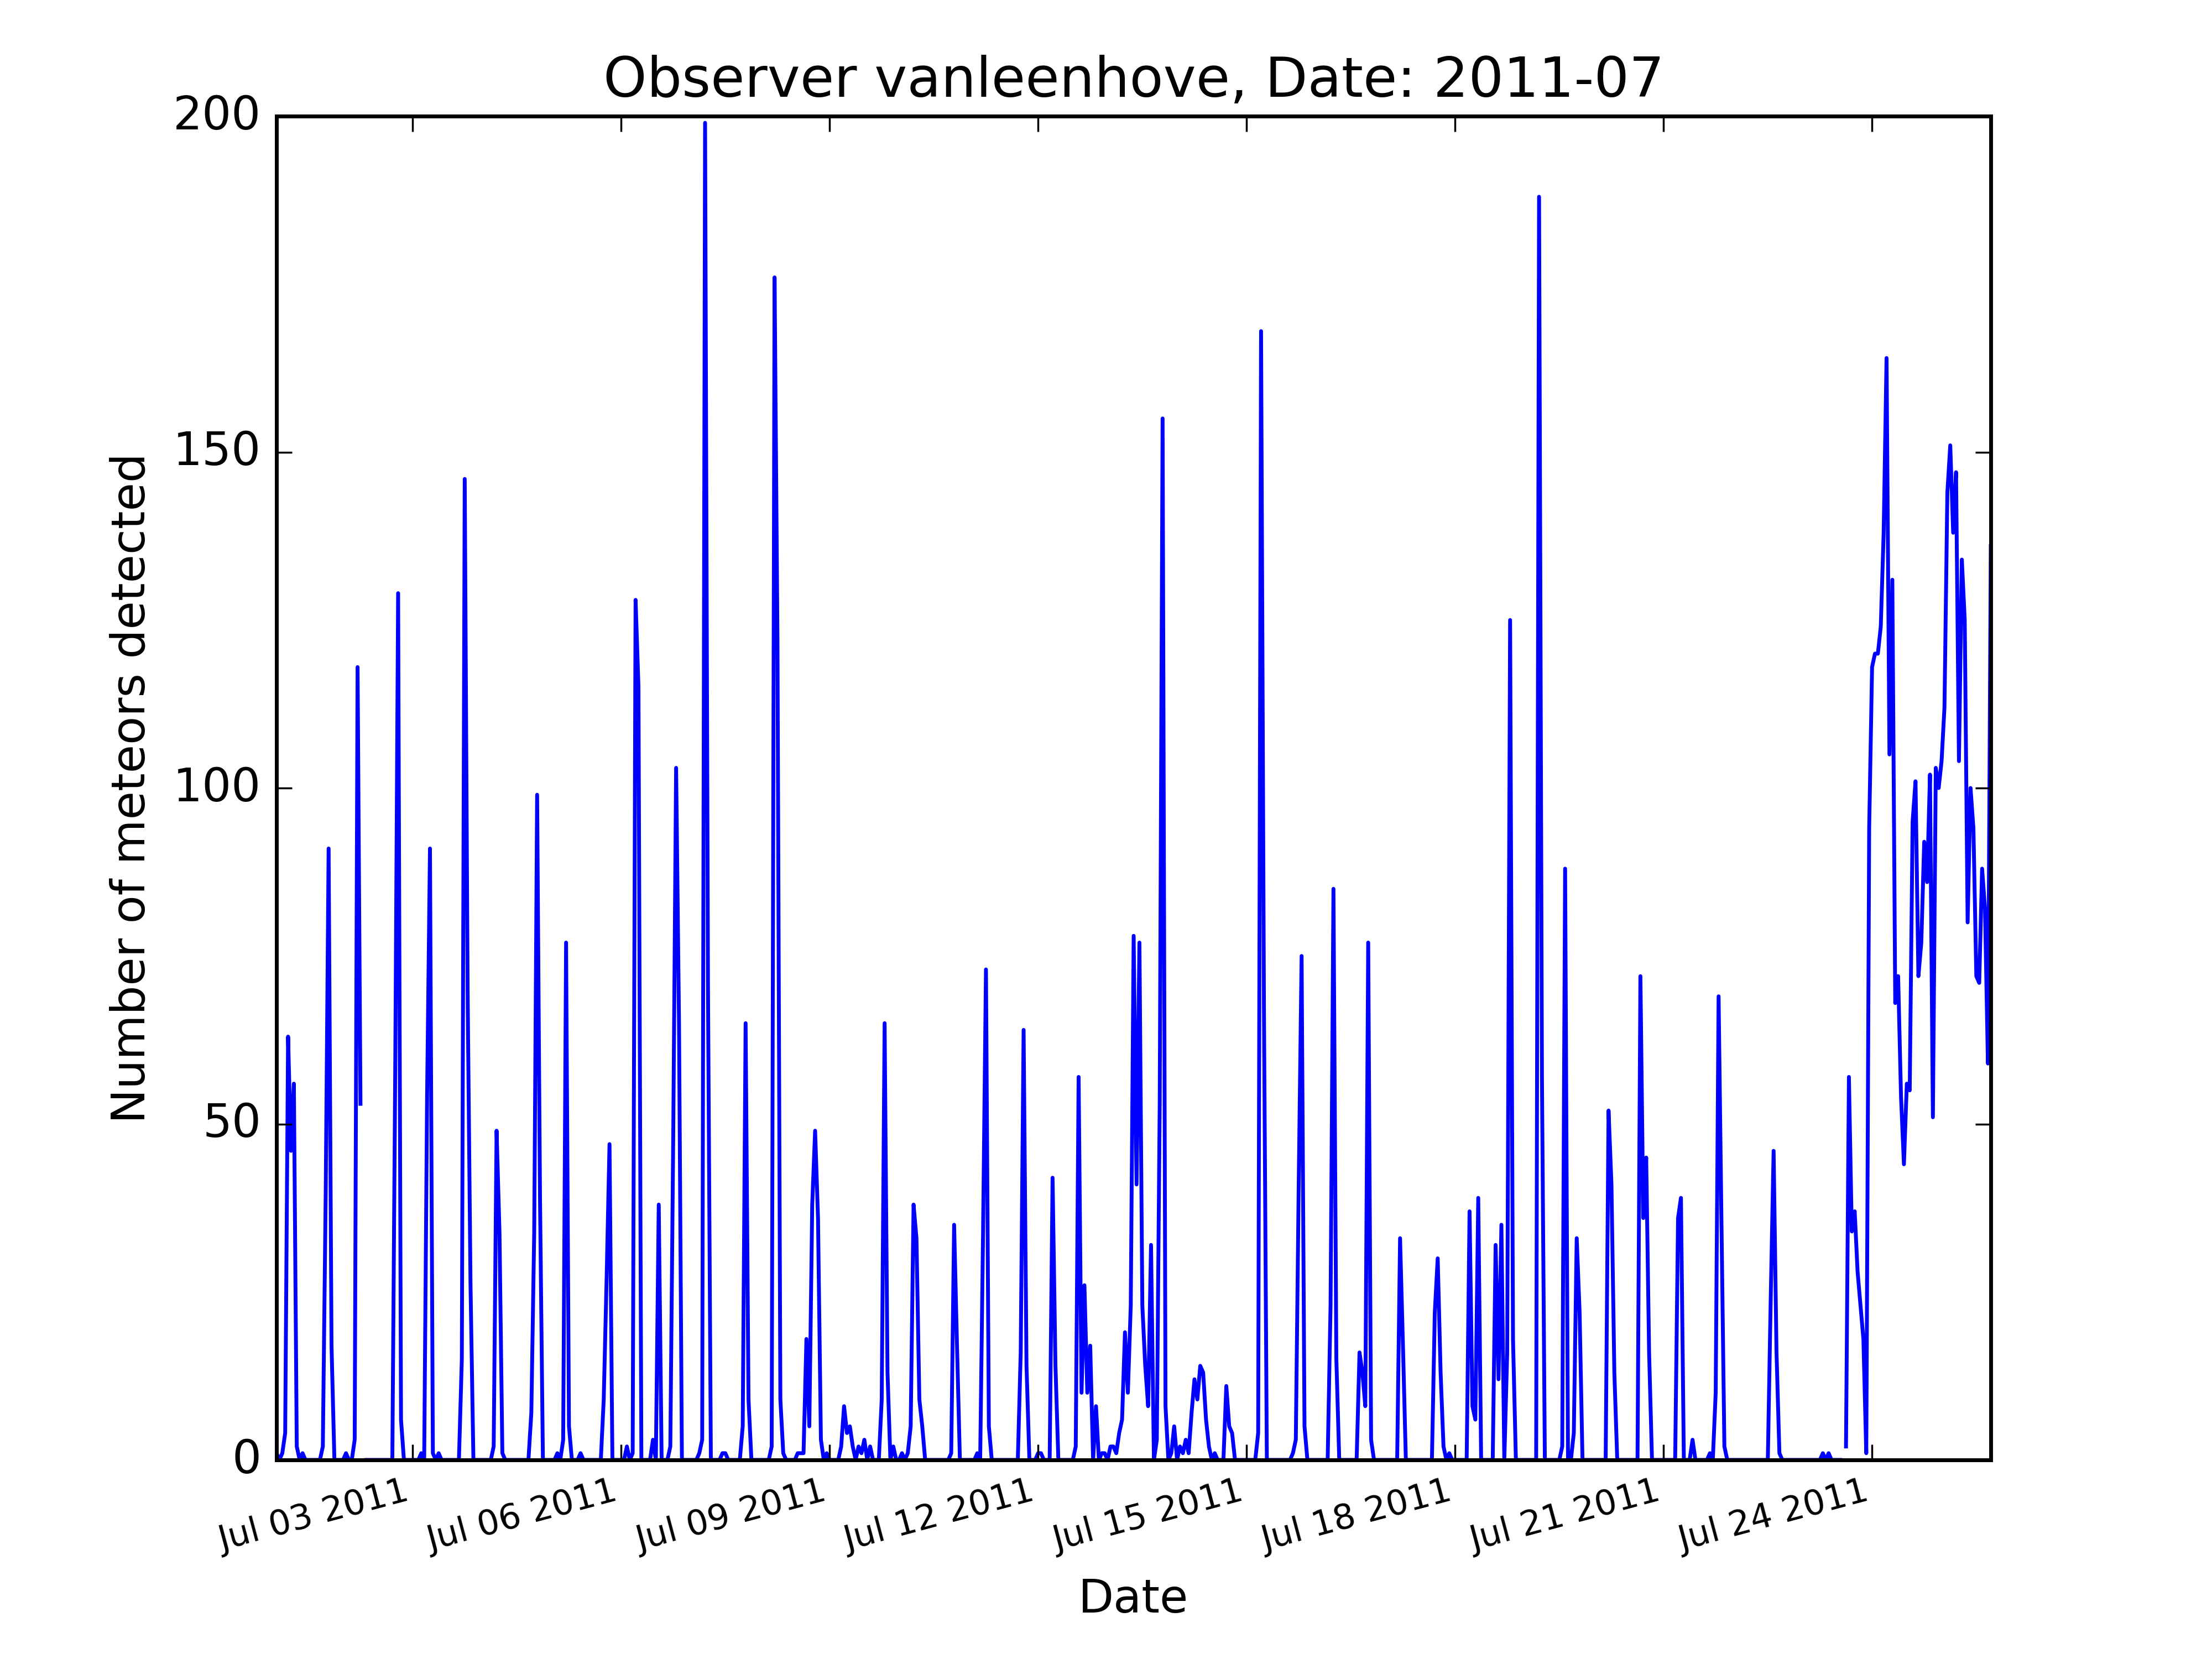 Observer vanleenhove, Date: 2011-07
200
150
100
50
0
Number of meteors detected
Jul 03 2011
Jul 06 2011
Jul 09 2011
Jul 12 2011
Jul 15 2011
Jul 18 2011
Jul 21 2011
Jul 24 2011
Date